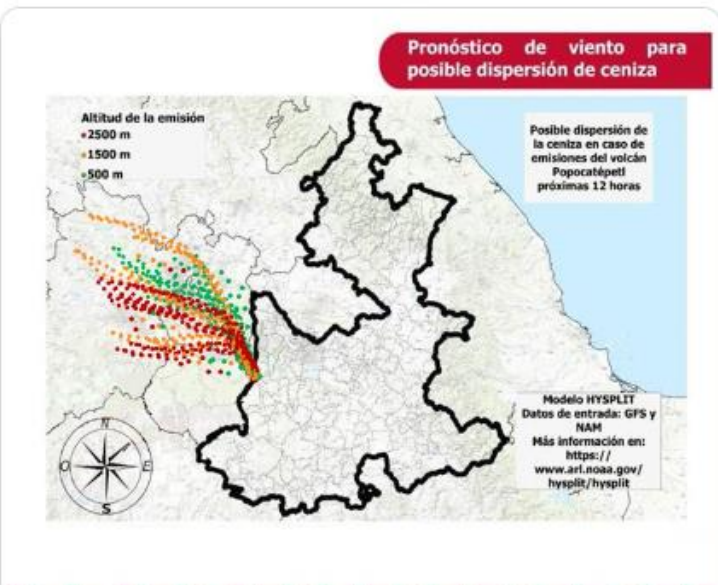 Pronóstico de viento para
posible dispersión de ceniza
Altitud de la emisión
2500 m
1500 m
500 m
Posible dispersión de
la ceniza en caso de
emisiones del volcán
Popocatépetl
próximas 12 horas
Modelo HYSPLIT
Datos de entrada: GFS y
NAM
Más información en:
https://
www.arl.noaa.gov/
hysplit/hysplit
N
O
E
S